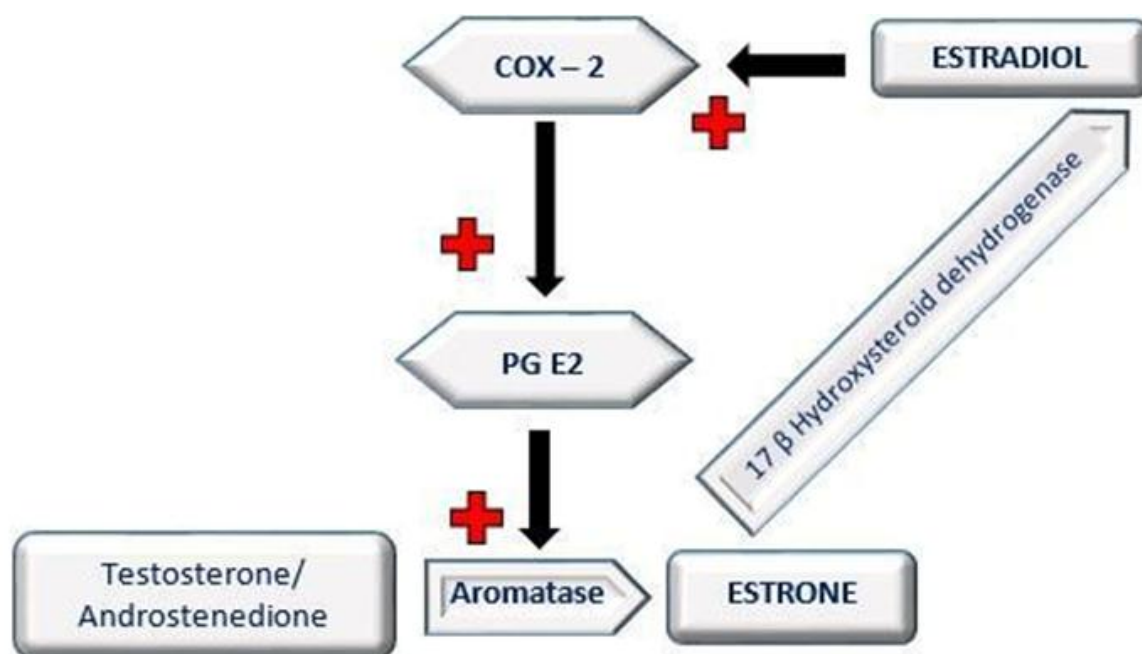 COX – 2
ESTRADIOL
17 β Hydroxysteroid dehydrogenase
PG E2
Testosterone/
Androstenedione
Aromatase
ESTRONE